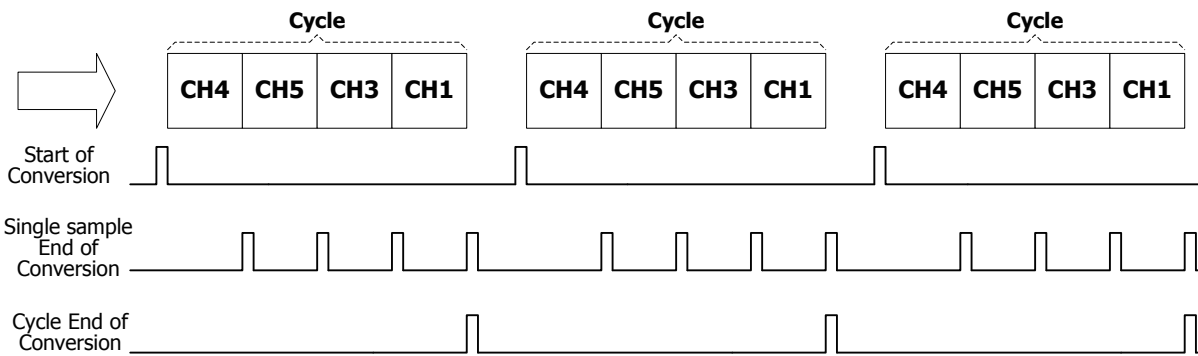 Cycle Cycle Cycle
CH4 CH5 CH3 CH1 CH4 CH5 CH3 CH1 CH4 CH5 CH3 CH1
Start of
Conversion
Single sample
End of
Conversion
Cycle End of
Conversion